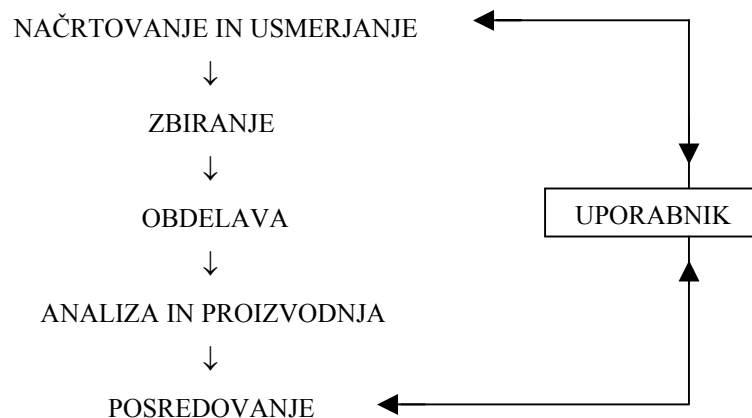 NAČRTOVANJE IN USMERJANJE
ZBIRANJE
OBDELAVA
UPORABNIK
ANALIZA IN PROIZVODNJA
POSREDOVANJE